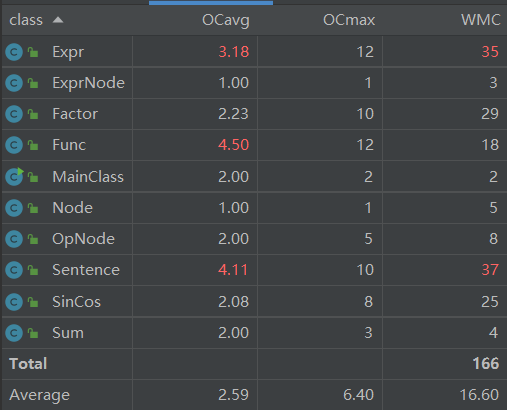 class OCavg OCmax WMC
Expr 3.18 12 35
ExprNode 1.00 1 3
Factor 2.23 10 29
Func 4.50 12 18
MainClass 2.00 2 2
Node 1.00 1 5
OpNode 2.00 5 8
Sentence 4.11 10 37
SinCos 2.08 8 25
Sum 2.00 3 4
Total 166
Average 2.59 6.40 16.60